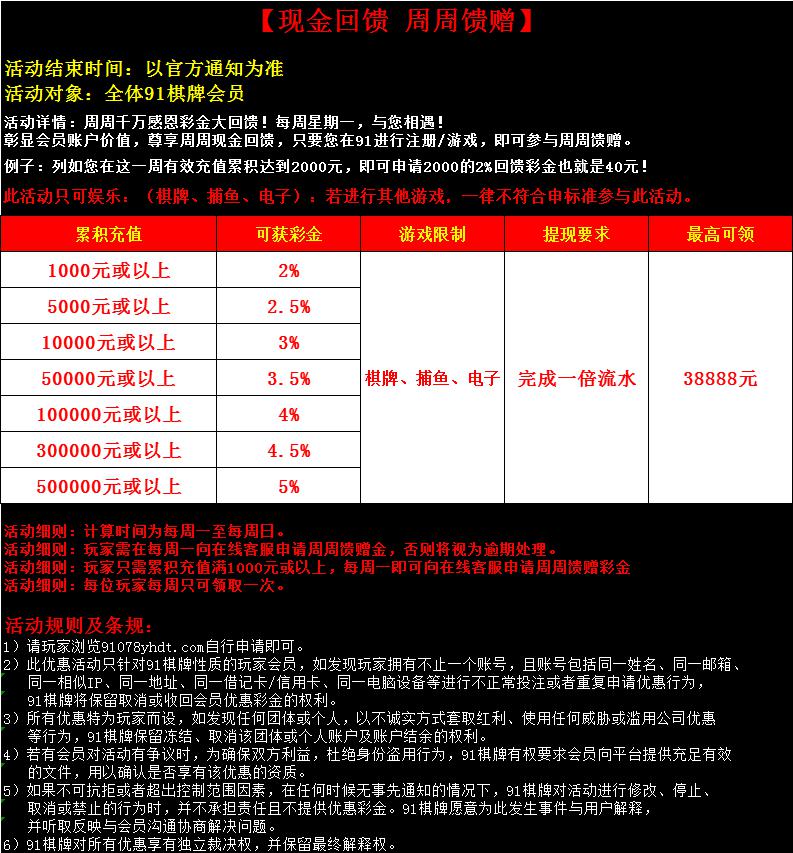 【现金回馈 周周馈赠】
活动结束时间：以官方通知为准
活动对象：全体91棋牌会员
活动详情：周周千万感恩彩金大回馈！每周星期一，与您相遇！
彰显会员账户价值，尊享周周现金回馈，只要您在91进行注册/游戏，即可参与周周馈赠。
例子：列如您在这一周有效充值累积达到2000元，即可申请2000的2%回馈彩金也就是40元！
此活动只可娱乐：（棋牌、捕鱼、电子）：若进行其他游戏，一律不符合申标准参与此活动。
累积充值 可获彩金 游戏限制 提现要求 最高可领
1000元或以上 2%
5000元或以上 2.5%
10000元或以上 3%
50000元或以上 3.5% 棋牌、捕鱼、电子 完成一倍流水 38888元
100000元或以上 4%
300000元或以上 4.5%
500000元或以上 5%
活动细则：计算时间为每周一至每周日。
活动细则：玩家需在每周一向在线客服申请周周馈赠金，否则将视为逾期处理。
活动细则：玩家只需累积充值满1000元或以上，每周一即可向在线客服申请周周馈赠彩金
活动细则：每位玩家每周只可领取一次。
活动规则及条规：
1）请玩家浏览91078yhdt.com自行申请即可。
2）此优惠活动只针对91棋牌性质的玩家会员，如发现玩家拥有不止一个账号，且账号包括同一姓名、同一邮箱、
同一相似IP、同一地址、同一借记卡/信用卡、同一电脑设备等进行不正常投注或者重复申请优惠行为，
91棋牌将保留取消或收回会员优惠彩金的权利。
3）所有优惠特为玩家而设，如发现任何团体或个人，以不诚实方式套取红利、使用任何威胁或滥用公司优惠
等行为，91棋牌保留冻结、取消该团体或个人账户及账户结余的权利。
4）若有会员对活动有争议时，为确保双方利益，杜绝身份盗用行为，91棋牌有权要求会员向平台提供充足有效
的文件，用以确认是否享有该优惠的资质。
5）如果不可抗拒或者超出控制范围因素，在任何时候无事先通知的情况下，91棋牌对活动进行修改、停止、
取消或禁止的行为时，并不承担责任且不提供优惠彩金。91棋牌愿意为此发生事件与用户解释，
并听取反映与会员沟通协商解决问题。
6）91棋牌对所有优惠享有独立裁决权，并保留最终解释权。